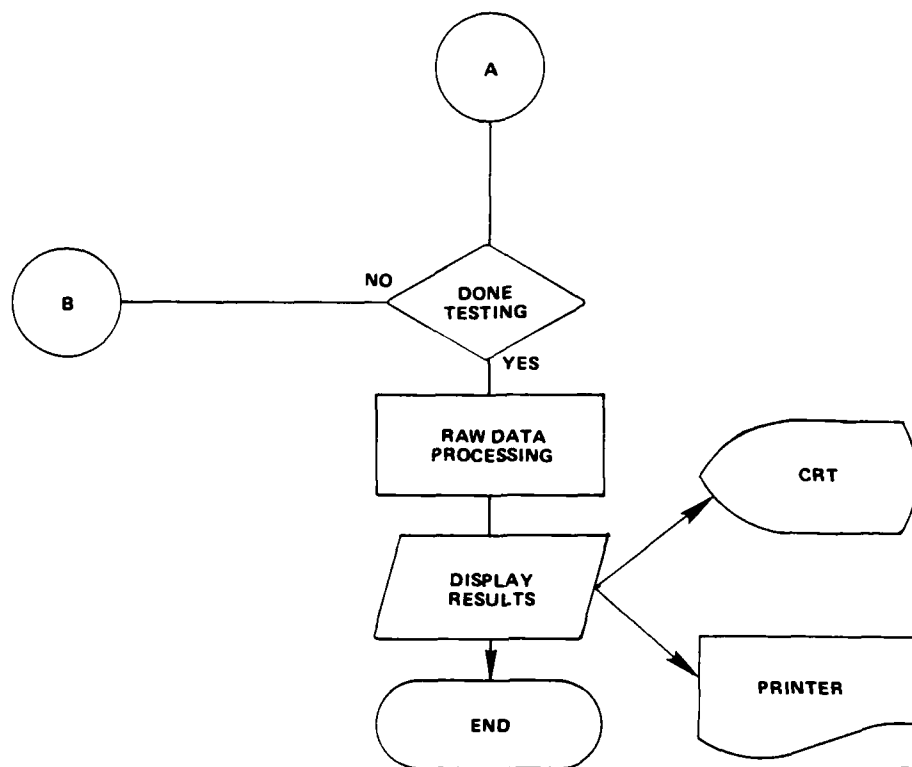 A
B
NO
DONE
TESTING
YES
RAW DATA
PROCESSING
CRT
DISPLAY
RESULTS
PRINTER
END